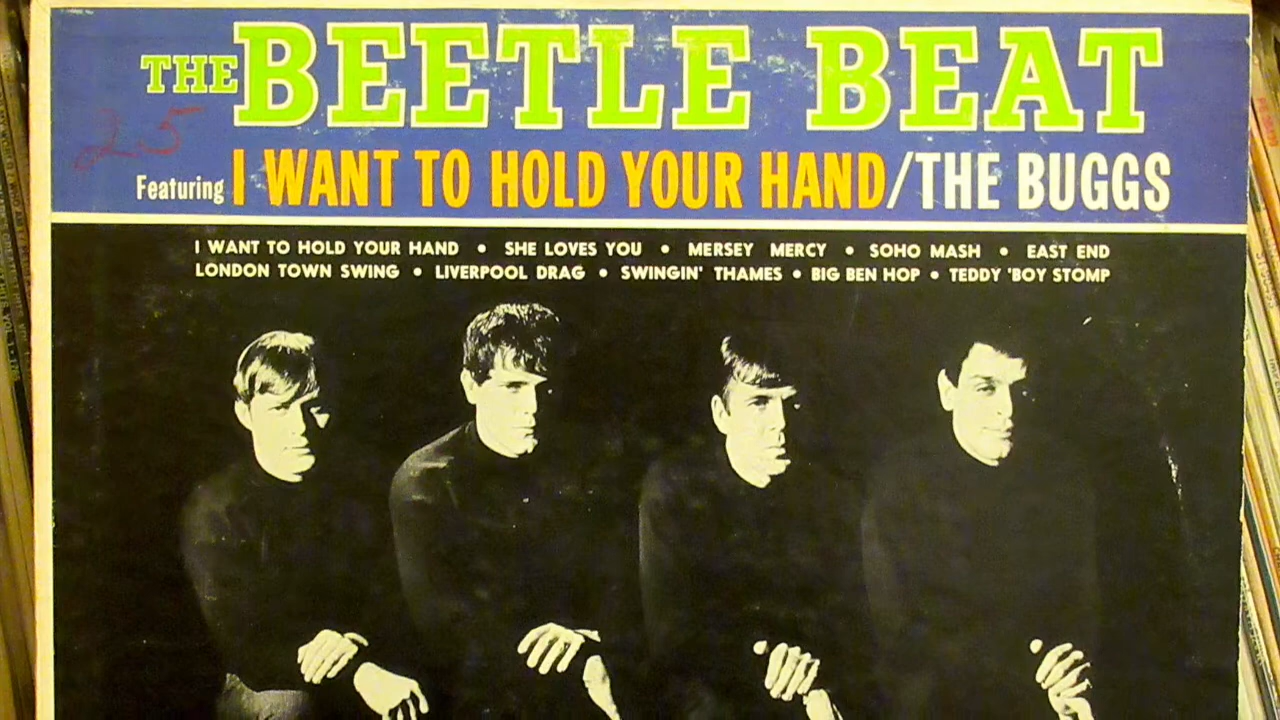 THE BEETLE BEAT
25
Featuring I WANT TO HOLD YOUR HAND/THE BUGGS
I WANT TO HOLD YOUR HAND • SHE LOVES YOU • MERSEY MERCY • SOHO MASH • EAST END
LONDON TOWN SWING • LIVERPOOL DRAG • SWINGIN' THAMES • BIG BEN HOP • TEDDY 'BOY STOMP